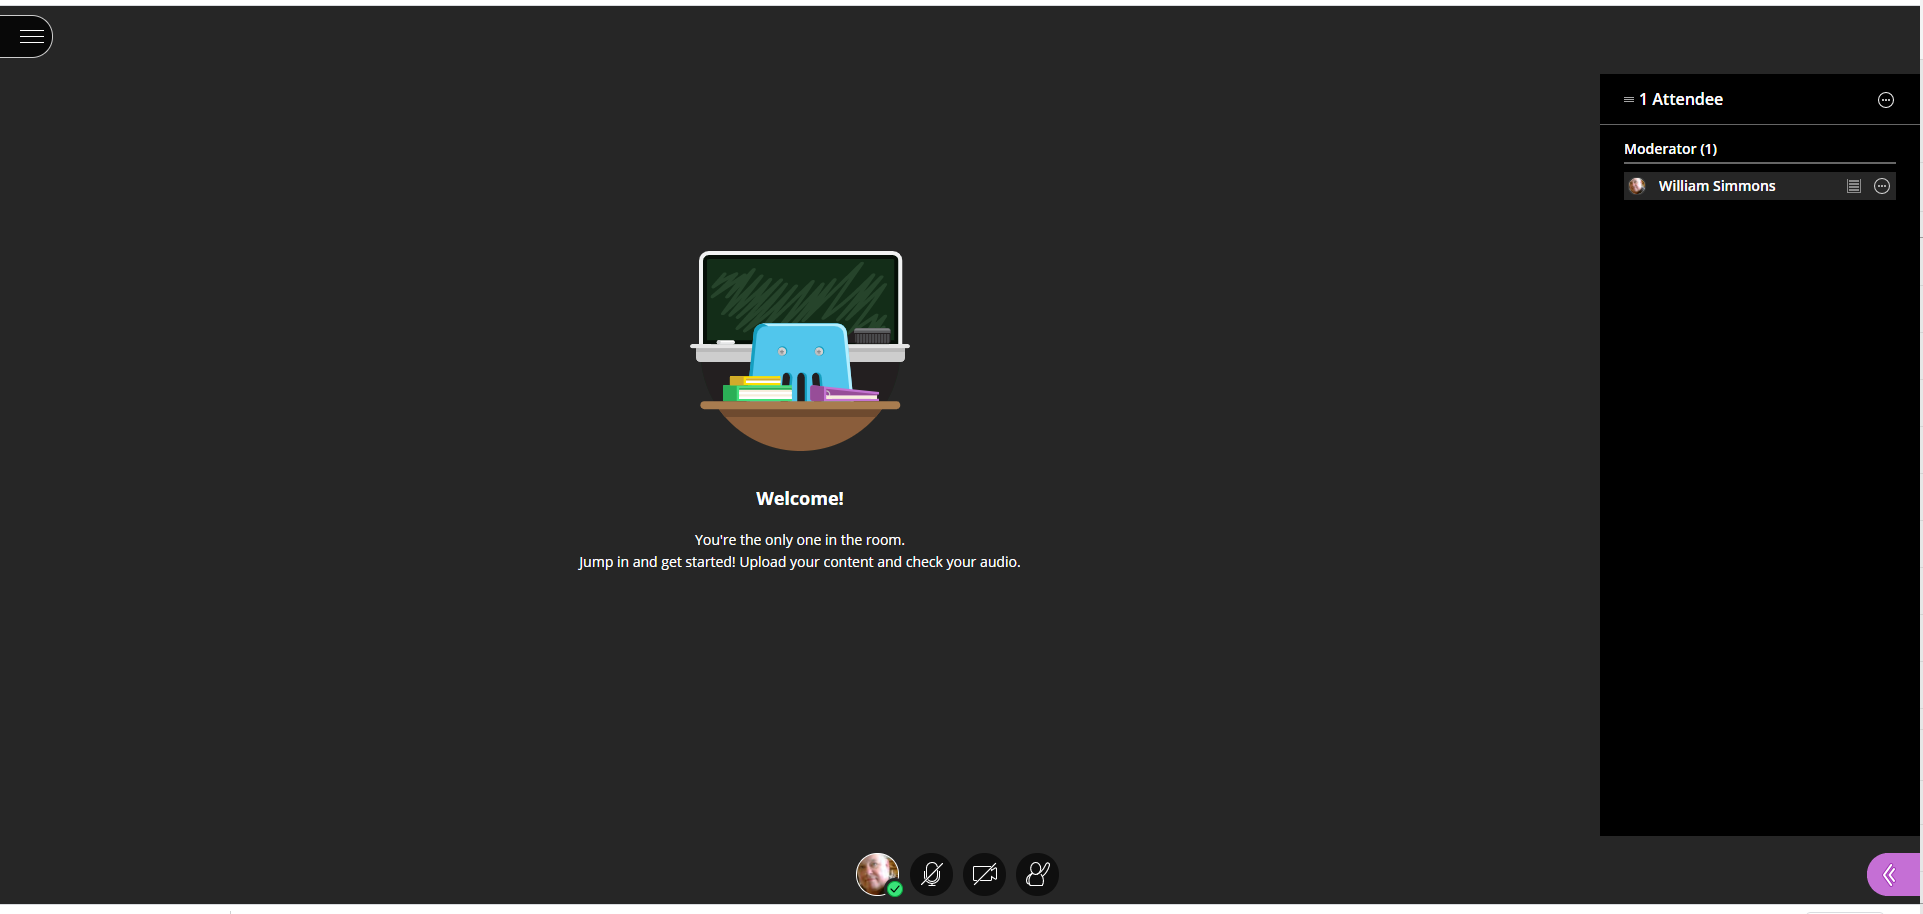 1 Attendee
Moderator (1)
William Simmons
Welcome!
You're the only one in the room.
Jump in and get started! Upload your content and check your audio.